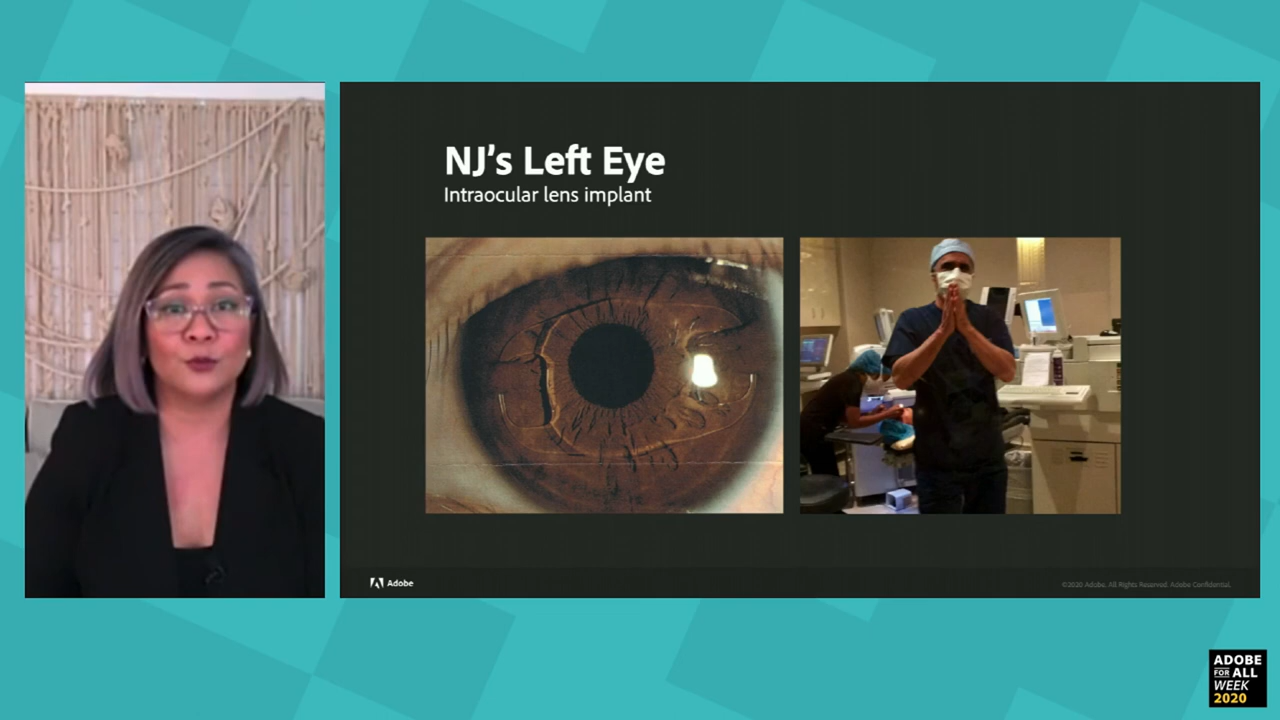 NJ’s Left Eye
Intraocular lens implant
Adobe
©2020 Adobe. All Rights Reserved. Adobe Confidential.
ADOBE
FOR ALL
WEEK
2020